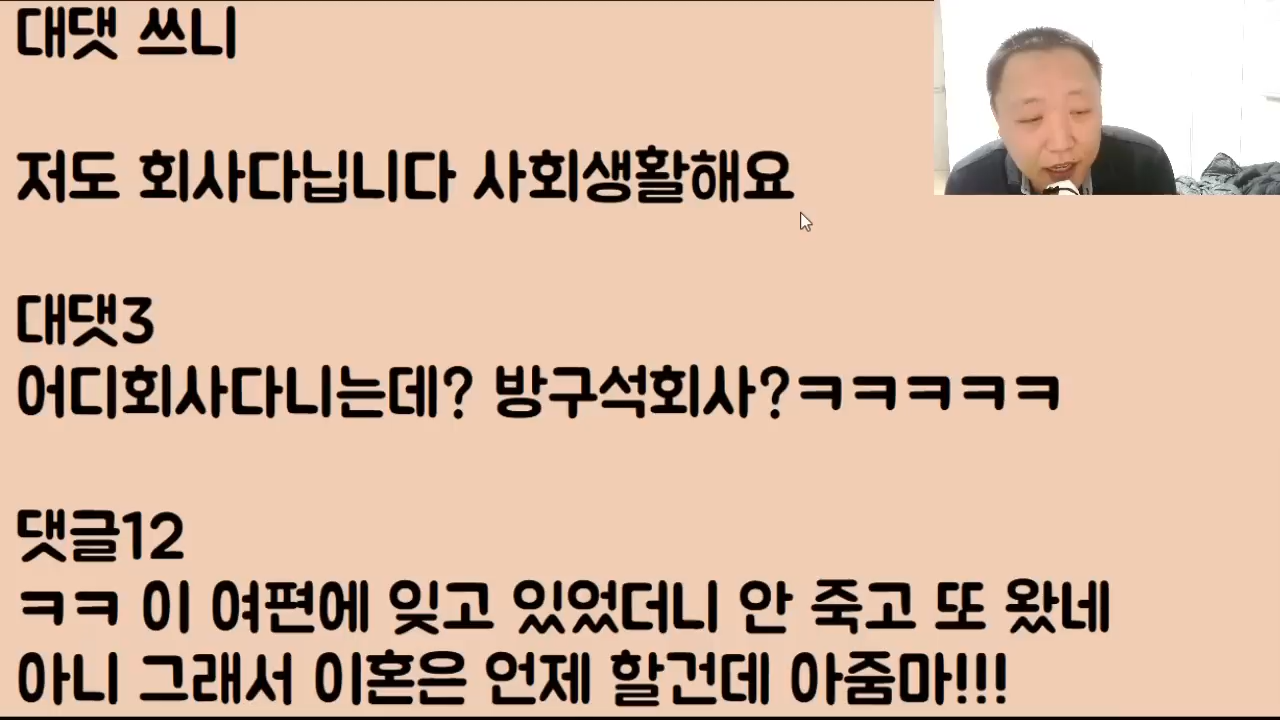 대댓 쓰니
저도 회사다닙니다 사회생활해요
대댓3
어디회사다니는데? 방구석회사?ㅋㅋㅋㅋㅋ
댓글12
ㅋㅋ 이 여편에 잊고 있었더니 안 죽고 또 왔네
아니 그래서 이혼은 언제 할건데 아줌마!!!